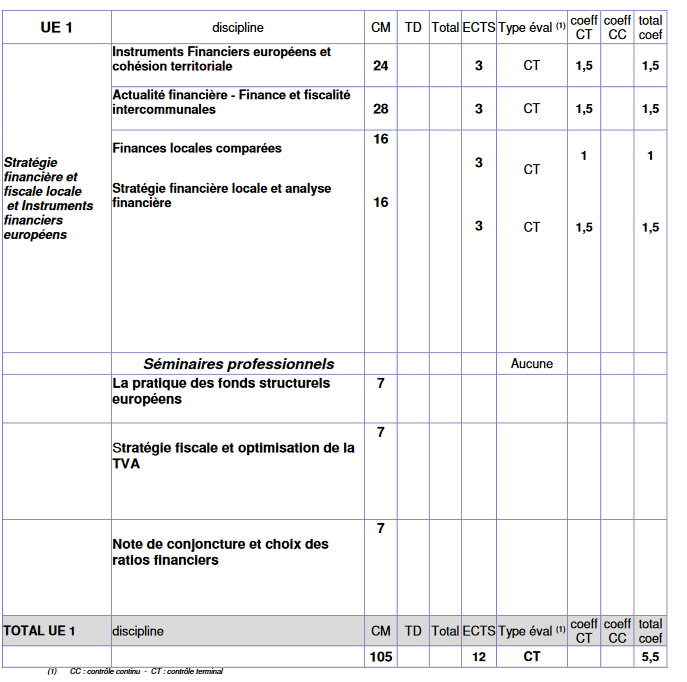 UE 1 discipline CM TD Total ECTS Type éval (1) coeff CT coeff CC total coef
Stratégie financière et fiscale locale et Instruments financiers européens
Instruments Financiers européens et
cohésion territoriale 24 3 CT 1,5 1,5
Actualité financière - Finance et fiscalité
intercommunales 28 3 CT 1,5 1,5
Finances locales comparées 16 3 CT 1 1
Stratégie financière locale et analyse
financière 16 3 CT 1,5 1,5
Séminaires professionnels Aucune
La pratique des fonds structurels 7
européens
Stratégie fiscale et optimisation de la 7
TVA
Note de conjoncture et choix des 7
ratios financiers
TOTAL UE 1 discipline CM TD Total ECTS Type éval (1) coeff CT coeff CC total coef
105 12 CT 5,5
(1) CC : contrôle continu - CT : contrôle terminal